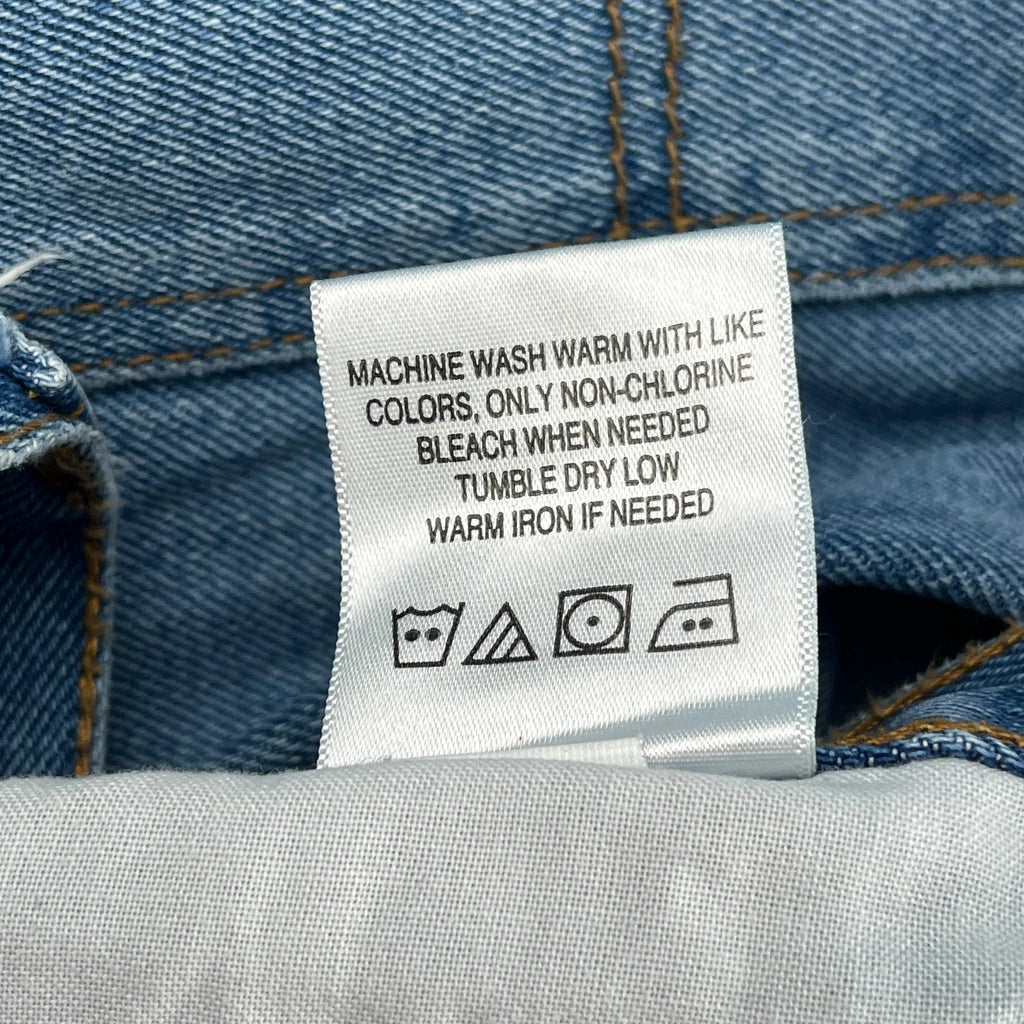 MACHINE WASH WARM WITH LIKE
COLORS, ONLY NON-CHLORINE
BLEACH WHEN NEEDED
TUMBLE DRY LOW
WARM IRON IF NEEDED